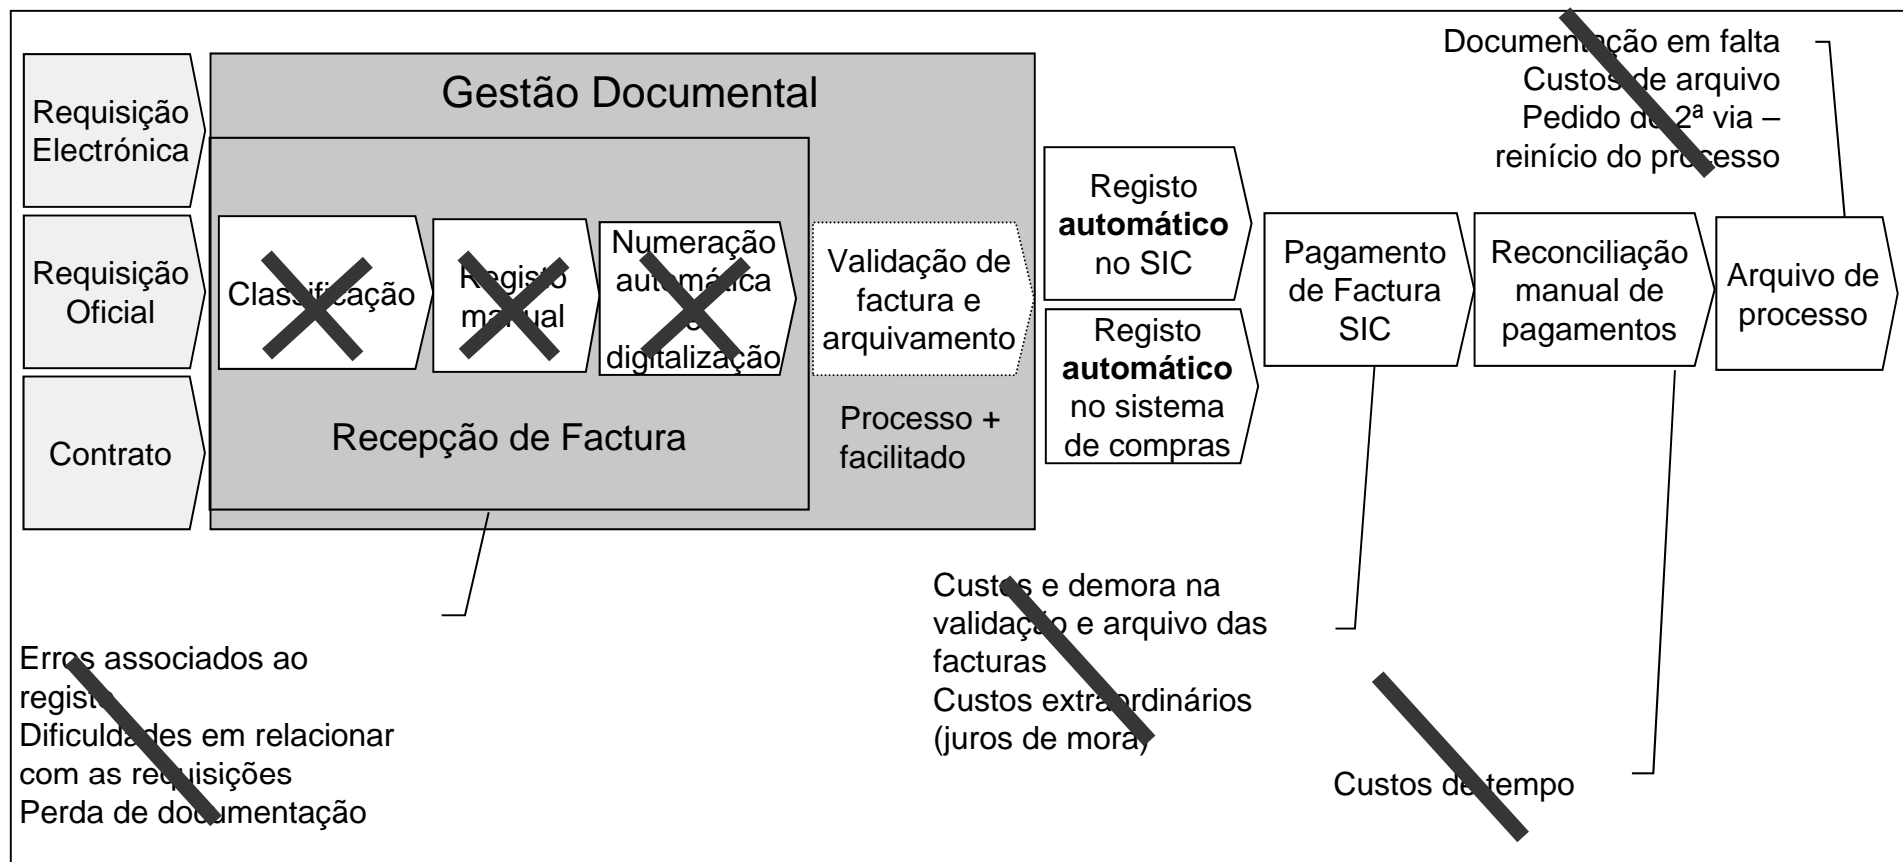 Documentação em falta
Custos de arquivo
Pedido de 2ª via –
reinício do processo
Gestão Documental
Requisição
Electrónica
Requisição
Oficial
Contrato
Classificação
Registo
manual
Numeração
automática
digitalização
Recepção de Factura
Validação de
factura e
arquivamento
Processo +
facilitado
Registo
automático
no SIC
Registo
automático
no sistema
de compras
Pagamento
de Factura
SIC
Reconciliação
manual de
pagamentos
Arquivo de
processo
Erros associados ao
registo
Dificuldades em relacionar
com as requisições
Perda de documentação
Custos e demora na
validação e arquivo das
facturas
Custos extraordinários
(juros de mora)
Custos de tempo